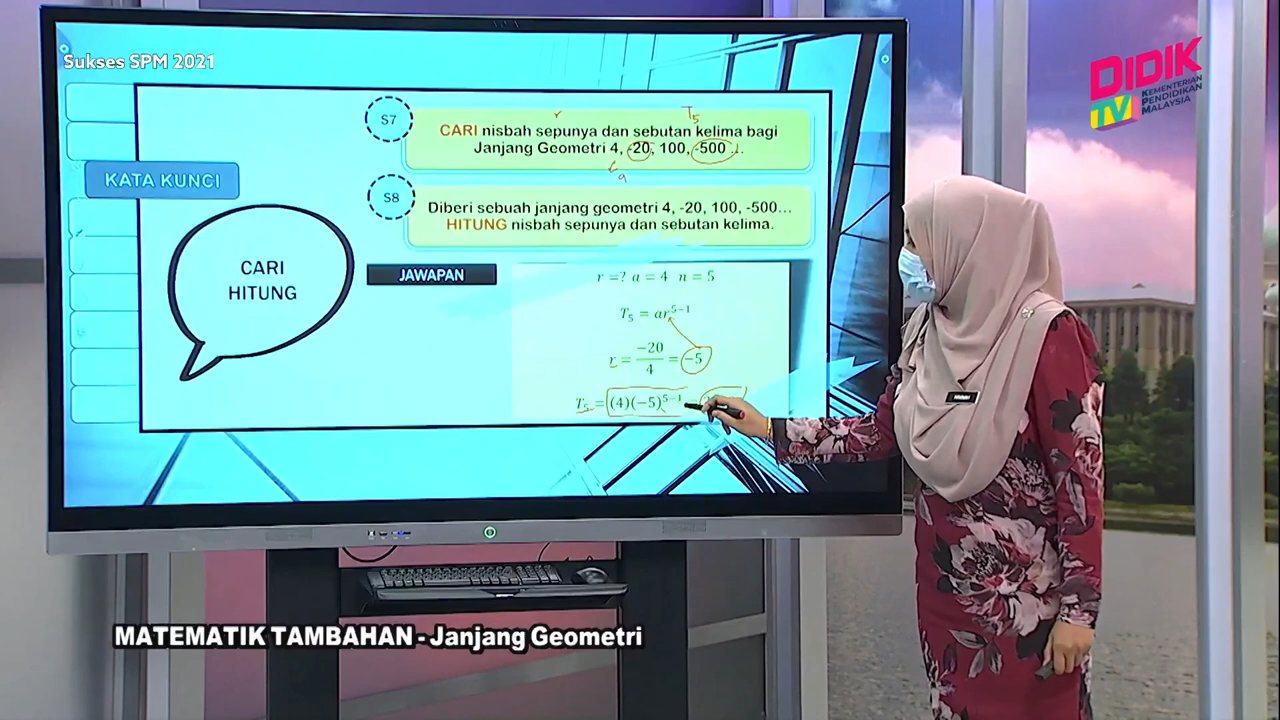 Sukses SPM 2021
DIDIK
TV
KEMENTERIAN
PENDIDIKAN
MALAYSIA
S7
r
T5
CARI nisbah sepunya dan sebutan kelima bagi
Janjang Geometri 4, -20, 100, -500 ...
a
KATA KUNCI
S8
Diberi sebuah janjang geometri 4, -20, 100, -500...
HITUNG nisbah sepunya dan sebutan kelima.
CARI
HITUNG
JAWAPAN
r =? a = 4 n = 5
T₅ = ar⁵⁻¹
r = −20/4 = −5
T₅ = (4)(−5)⁵⁻¹
MATEMATIK TAMBAHAN - Janjang Geometri